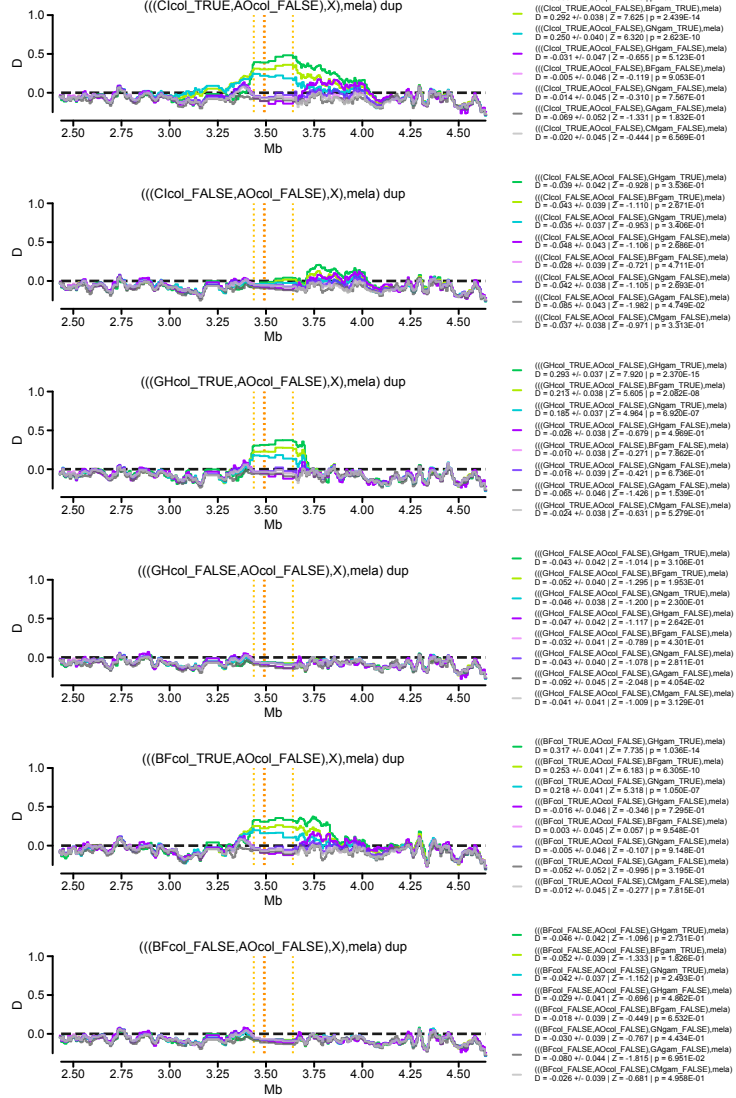 (((CIcol_TRUE,AOcol_FALSE),X),mela) dup
1.0
0.5
0.0
D
2.50 2.75 3.00 3.25 3.50 3.75 4.00 4.25 4.50
Mb
(((CIcol_TRUE,AOcol_FALSE),BFgam_TRUE),mela)
D = 0.292 +/- 0.038 | Z = 7.625 | p = 2.439E-14
(((CIcol_TRUE,AOcol_FALSE),GNgam_TRUE),mela)
D = 0.250 +/- 0.040 | Z = 6.320 | p = 2.623E-10
(((CIcol_TRUE,AOcol_FALSE),GHgam_FALSE),mela)
D = -0.031 +/- 0.047 | Z = -0.655 | p = 5.123E-01
(((CIcol_TRUE,AOcol_FALSE),BFgam_FALSE),mela)
D = -0.005 +/- 0.046 | Z = -0.119 | p = 9.053E-01
(((CIcol_TRUE,AOcol_FALSE),GNgam_FALSE),mela)
D = -0.014 +/- 0.045 | Z = -0.310 | p = 7.567E-01
(((CIcol_TRUE,AOcol_FALSE),GAgam_FALSE),mela)
D = -0.069 +/- 0.052 | Z = -1.331 | p = 1.832E-01
(((CIcol_TRUE,AOcol_FALSE),CMgam_FALSE),mela)
D = -0.020 +/- 0.045 | Z = -0.444 | p = 6.569E-01
(((CIcol_FALSE,AOcol_FALSE),X),mela) dup
1.0
0.5
0.0
D
2.50 2.75 3.00 3.25 3.50 3.75 4.00 4.25 4.50
Mb
(((CIcol_FALSE,AOcol_FALSE),GHgam_TRUE),mela)
D = -0.039 +/- 0.042 | Z = -0.928 | p = 3.536E-01
(((CIcol_FALSE,AOcol_FALSE),BFgam_TRUE),mela)
D = -0.043 +/- 0.039 | Z = -1.110 | p = 2.671E-01
(((CIcol_FALSE,AOcol_FALSE),GNgam_TRUE),mela)
D = -0.035 +/- 0.037 | Z = -0.953 | p = 3.406E-01
(((CIcol_FALSE,AOcol_FALSE),GHgam_FALSE),mela)
D = -0.048 +/- 0.043 | Z = -1.106 | p = 2.686E-01
(((CIcol_FALSE,AOcol_FALSE),BFgam_FALSE),mela)
D = -0.028 +/- 0.039 | Z = -0.721 | p = 4.711E-01
(((CIcol_FALSE,AOcol_FALSE),GNgam_FALSE),mela)
D = -0.042 +/- 0.038 | Z = -1.105 | p = 2.693E-01
(((CIcol_FALSE,AOcol_FALSE),GAgam_FALSE),mela)
D = -0.085 +/- 0.043 | Z = -1.982 | p = 4.749E-02
(((CIcol_FALSE,AOcol_FALSE),CMgam_FALSE),mela)
D = -0.037 +/- 0.038 | Z = -0.971 | p = 3.313E-01
(((GHcol_TRUE,AOcol_FALSE),X),mela) dup
1.0
0.5
0.0
D
2.50 2.75 3.00 3.25 3.50 3.75 4.00 4.25 4.50
Mb
(((GHcol_TRUE,AOcol_FALSE),GHgam_TRUE),mela)
D = 0.293 +/- 0.037 | Z = 7.920 | p = 2.370E-15
(((GHcol_TRUE,AOcol_FALSE),BFgam_TRUE),mela)
D = 0.213 +/- 0.038 | Z = 5.605 | p = 2.082E-08
(((GHcol_TRUE,AOcol_FALSE),GNgam_TRUE),mela)
D = 0.185 +/- 0.037 | Z = 4.964 | p = 6.920E-07
(((GHcol_TRUE,AOcol_FALSE),GHgam_FALSE),mela)
D = -0.026 +/- 0.038 | Z = -0.679 | p = 4.969E-01
(((GHcol_TRUE,AOcol_FALSE),BFgam_FALSE),mela)
D = -0.010 +/- 0.038 | Z = -0.271 | p = 7.862E-01
(((GHcol_TRUE,AOcol_FALSE),GNgam_FALSE),mela)
D = -0.016 +/- 0.039 | Z = -0.421 | p = 6.736E-01
(((GHcol_TRUE,AOcol_FALSE),GAgam_FALSE),mela)
D = -0.065 +/- 0.046 | Z = -1.426 | p = 1.539E-01
(((GHcol_TRUE,AOcol_FALSE),CMgam_FALSE),mela)
D = -0.024 +/- 0.038 | Z = -0.631 | p = 5.279E-01
(((GHcol_FALSE,AOcol_FALSE),X),mela) dup
1.0
0.5
0.0
D
2.50 2.75 3.00 3.25 3.50 3.75 4.00 4.25 4.50
Mb
(((GHcol_FALSE,AOcol_FALSE),GHgam_TRUE),mela)
D = -0.043 +/- 0.042 | Z = -1.014 | p = 3.106E-01
(((GHcol_FALSE,AOcol_FALSE),BFgam_TRUE),mela)
D = -0.052 +/- 0.040 | Z = -1.295 | p = 1.953E-01
(((GHcol_FALSE,AOcol_FALSE),GNgam_TRUE),mela)
D = -0.046 +/- 0.038 | Z = -1.200 | p = 2.300E-01
(((GHcol_FALSE,AOcol_FALSE),GHgam_FALSE),mela)
D = -0.047 +/- 0.042 | Z = -1.117 | p = 2.642E-01
(((GHcol_FALSE,AOcol_FALSE),BFgam_FALSE),mela)
D = -0.032 +/- 0.041 | Z = -0.789 | p = 4.301E-01
(((GHcol_FALSE,AOcol_FALSE),GNgam_FALSE),mela)
D = -0.043 +/- 0.040 | Z = -1.078 | p = 2.811E-01
(((GHcol_FALSE,AOcol_FALSE),GAgam_FALSE),mela)
D = -0.092 +/- 0.045 | Z = -2.048 | p = 4.054E-02
(((GHcol_FALSE,AOcol_FALSE),CMgam_FALSE),mela)
D = -0.041 +/- 0.041 | Z = -1.009 | p = 3.129E-01
(((BFcol_TRUE,AOcol_FALSE),X),mela) dup
1.0
0.5
0.0
D
2.50 2.75 3.00 3.25 3.50 3.75 4.00 4.25 4.50
Mb
(((BFcol_TRUE,AOcol_FALSE),GHgam_TRUE),mela)
D = 0.317 +/- 0.041 | Z = 7.735 | p = 1.036E-14
(((BFcol_TRUE,AOcol_FALSE),BFgam_TRUE),mela)
D = 0.253 +/- 0.041 | Z = 6.183 | p = 6.305E-10
(((BFcol_TRUE,AOcol_FALSE),GNgam_TRUE),mela)
D = 0.218 +/- 0.041 | Z = 5.318 | p = 1.050E-07
(((BFcol_TRUE,AOcol_FALSE),GHgam_FALSE),mela)
D = -0.016 +/- 0.046 | Z = -0.346 | p = 7.295E-01
(((BFcol_TRUE,AOcol_FALSE),BFgam_FALSE),mela)
D = 0.003 +/- 0.045 | Z = 0.057 | p = 9.548E-01
(((BFcol_TRUE,AOcol_FALSE),GNgam_FALSE),mela)
D = -0.005 +/- 0.046 | Z = -0.107 | p = 9.148E-01
(((BFcol_TRUE,AOcol_FALSE),GAgam_FALSE),mela)
D = -0.052 +/- 0.052 | Z = -0.995 | p = 3.195E-01
(((BFcol_TRUE,AOcol_FALSE),CMgam_FALSE),mela)
D = -0.012 +/- 0.045 | Z = -0.277 | p = 7.815E-01
(((BFcol_FALSE,AOcol_FALSE),X),mela) dup
1.0
0.5
0.0
D
2.50 2.75 3.00 3.25 3.50 3.75 4.00 4.25 4.50
Mb
(((BFcol_FALSE,AOcol_FALSE),GHgam_TRUE),mela)
D = -0.046 +/- 0.042 | Z = -1.096 | p = 2.731E-01
(((BFcol_FALSE,AOcol_FALSE),BFgam_TRUE),mela)
D = -0.052 +/- 0.039 | Z = -1.333 | p = 1.826E-01
(((BFcol_FALSE,AOcol_FALSE),GNgam_TRUE),mela)
D = -0.042 +/- 0.037 | Z = -1.152 | p = 2.493E-01
(((BFcol_FALSE,AOcol_FALSE),GHgam_FALSE),mela)
D = -0.029 +/- 0.041 | Z = -0.696 | p = 4.862E-01
(((BFcol_FALSE,AOcol_FALSE),BFgam_FALSE),mela)
D = -0.018 +/- 0.039 | Z = -0.449 | p = 6.532E-01
(((BFcol_FALSE,AOcol_FALSE),GNgam_FALSE),mela)
D = -0.030 +/- 0.039 | Z = -0.767 | p = 4.434E-01
(((BFcol_FALSE,AOcol_FALSE),GAgam_FALSE),mela)
D = -0.080 +/- 0.044 | Z = -1.815 | p = 6.951E-02
(((BFcol_FALSE,AOcol_FALSE),CMgam_FALSE),mela)
D = -0.026 +/- 0.039 | Z = -0.681 | p = 4.958E-01